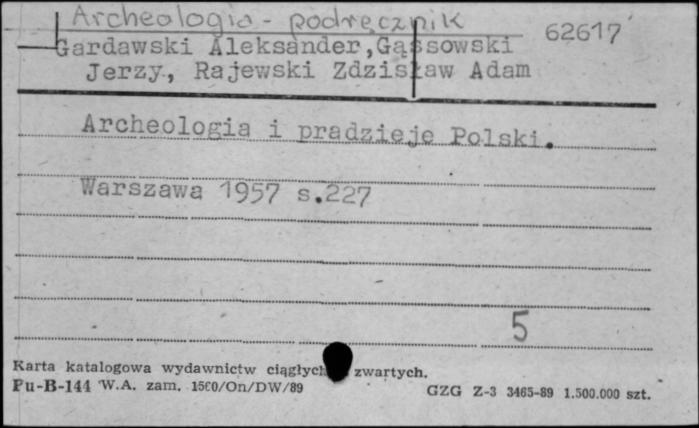 Archeologia - podręcznik
62617
Gardawski Aleksander, Gąssowski
Jerzy, Rajewski Zdzisław Adam
Archeologia i pradzieje Polski.
Warszawa 1957 s.227
5
Karta katalogowa wydawnictw ciągłych zwartych.
Pu-B-144 W.A. zam. 1500/On/DW/89
GZG Z-3 3465-89 1.500.000 szt.